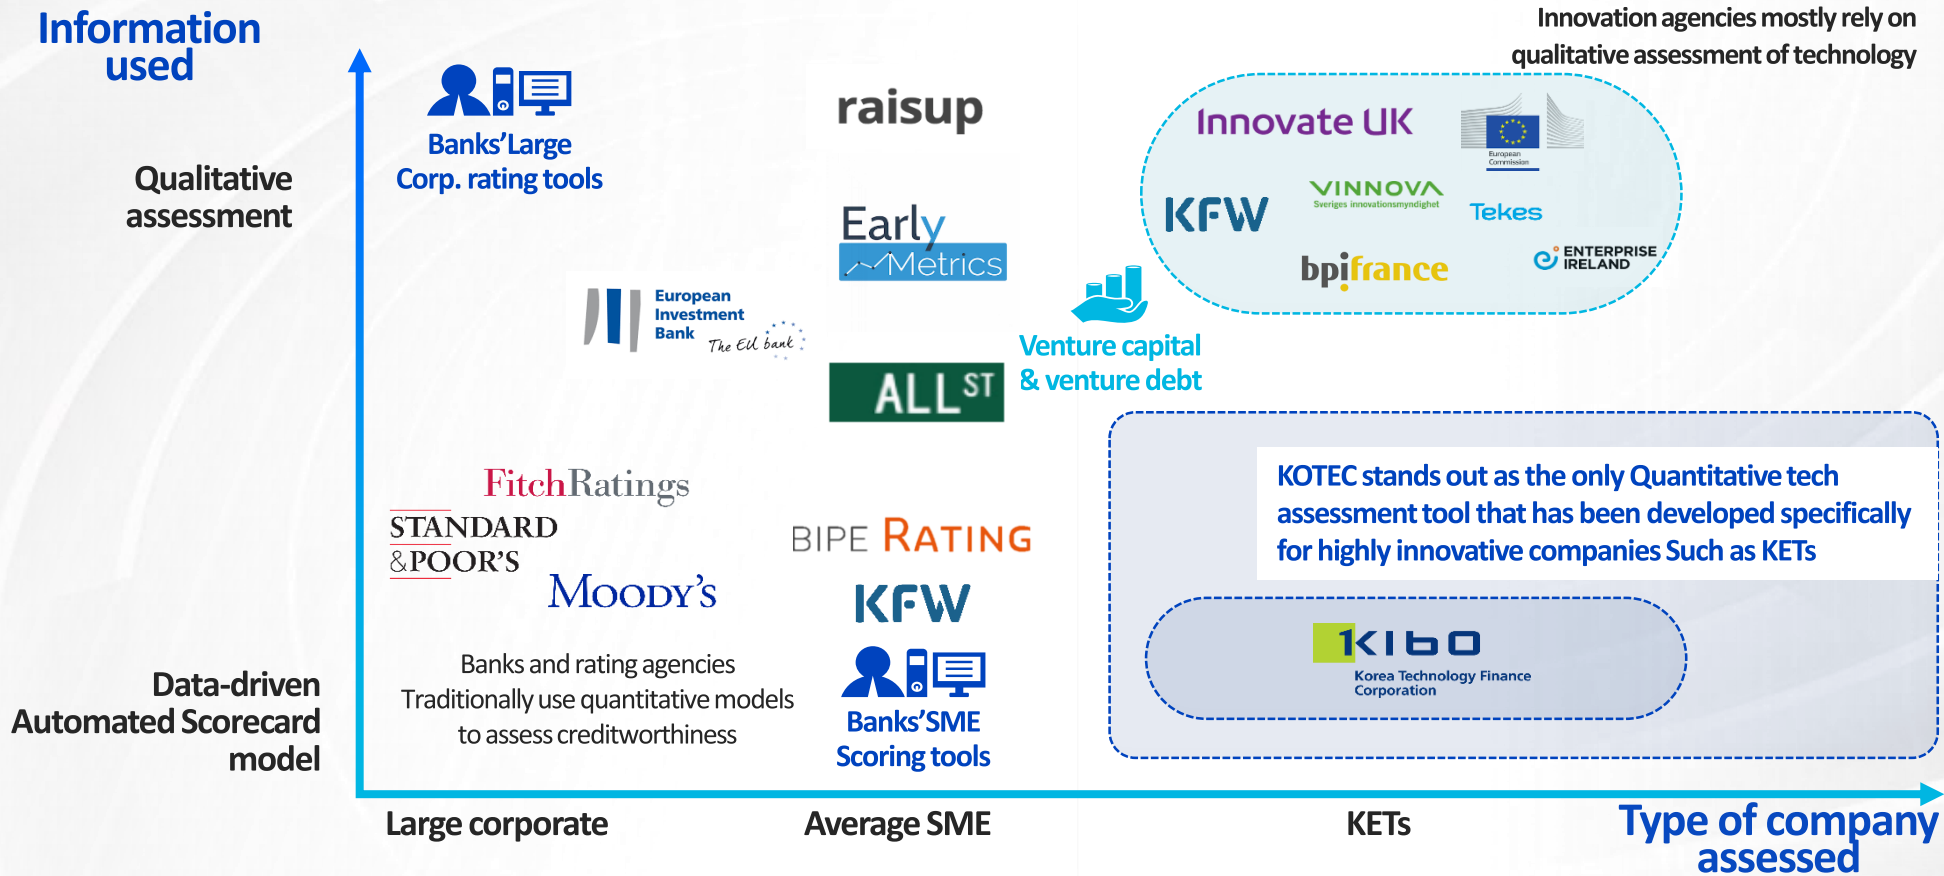 Information
used
Innovation agencies mostly rely on
qualitative assessment of technology
Banks'Large
Corp. rating tools
Qualitative
assessment
raisup
Early
Metrics
European
Investment
Bank
The EU bank
ALL ST
Venture capital
& venture debt
Innovate UK
European
Commission
KFW
VINNOVA
Sveriges innovationsmyndighet
Tekes
bpifrance
ENTERPRISE
IRELAND
FitchRatings
STANDARD
&POOR'S
MOODY'S
BIPE RATING
KFW
KOTEC stands out as the only Quantitative tech
assessment tool that has been developed specifically
for highly innovative companies Such as KETs
KIBO
Korea Technology Finance
Corporation
Data-driven
Automated Scorecard
model
Banks and rating agencies
Traditionally use quantitative models
to assess creditworthiness
Banks'SME
Scoring tools
Large corporate
Average SME
KETs
Type of company
assessed